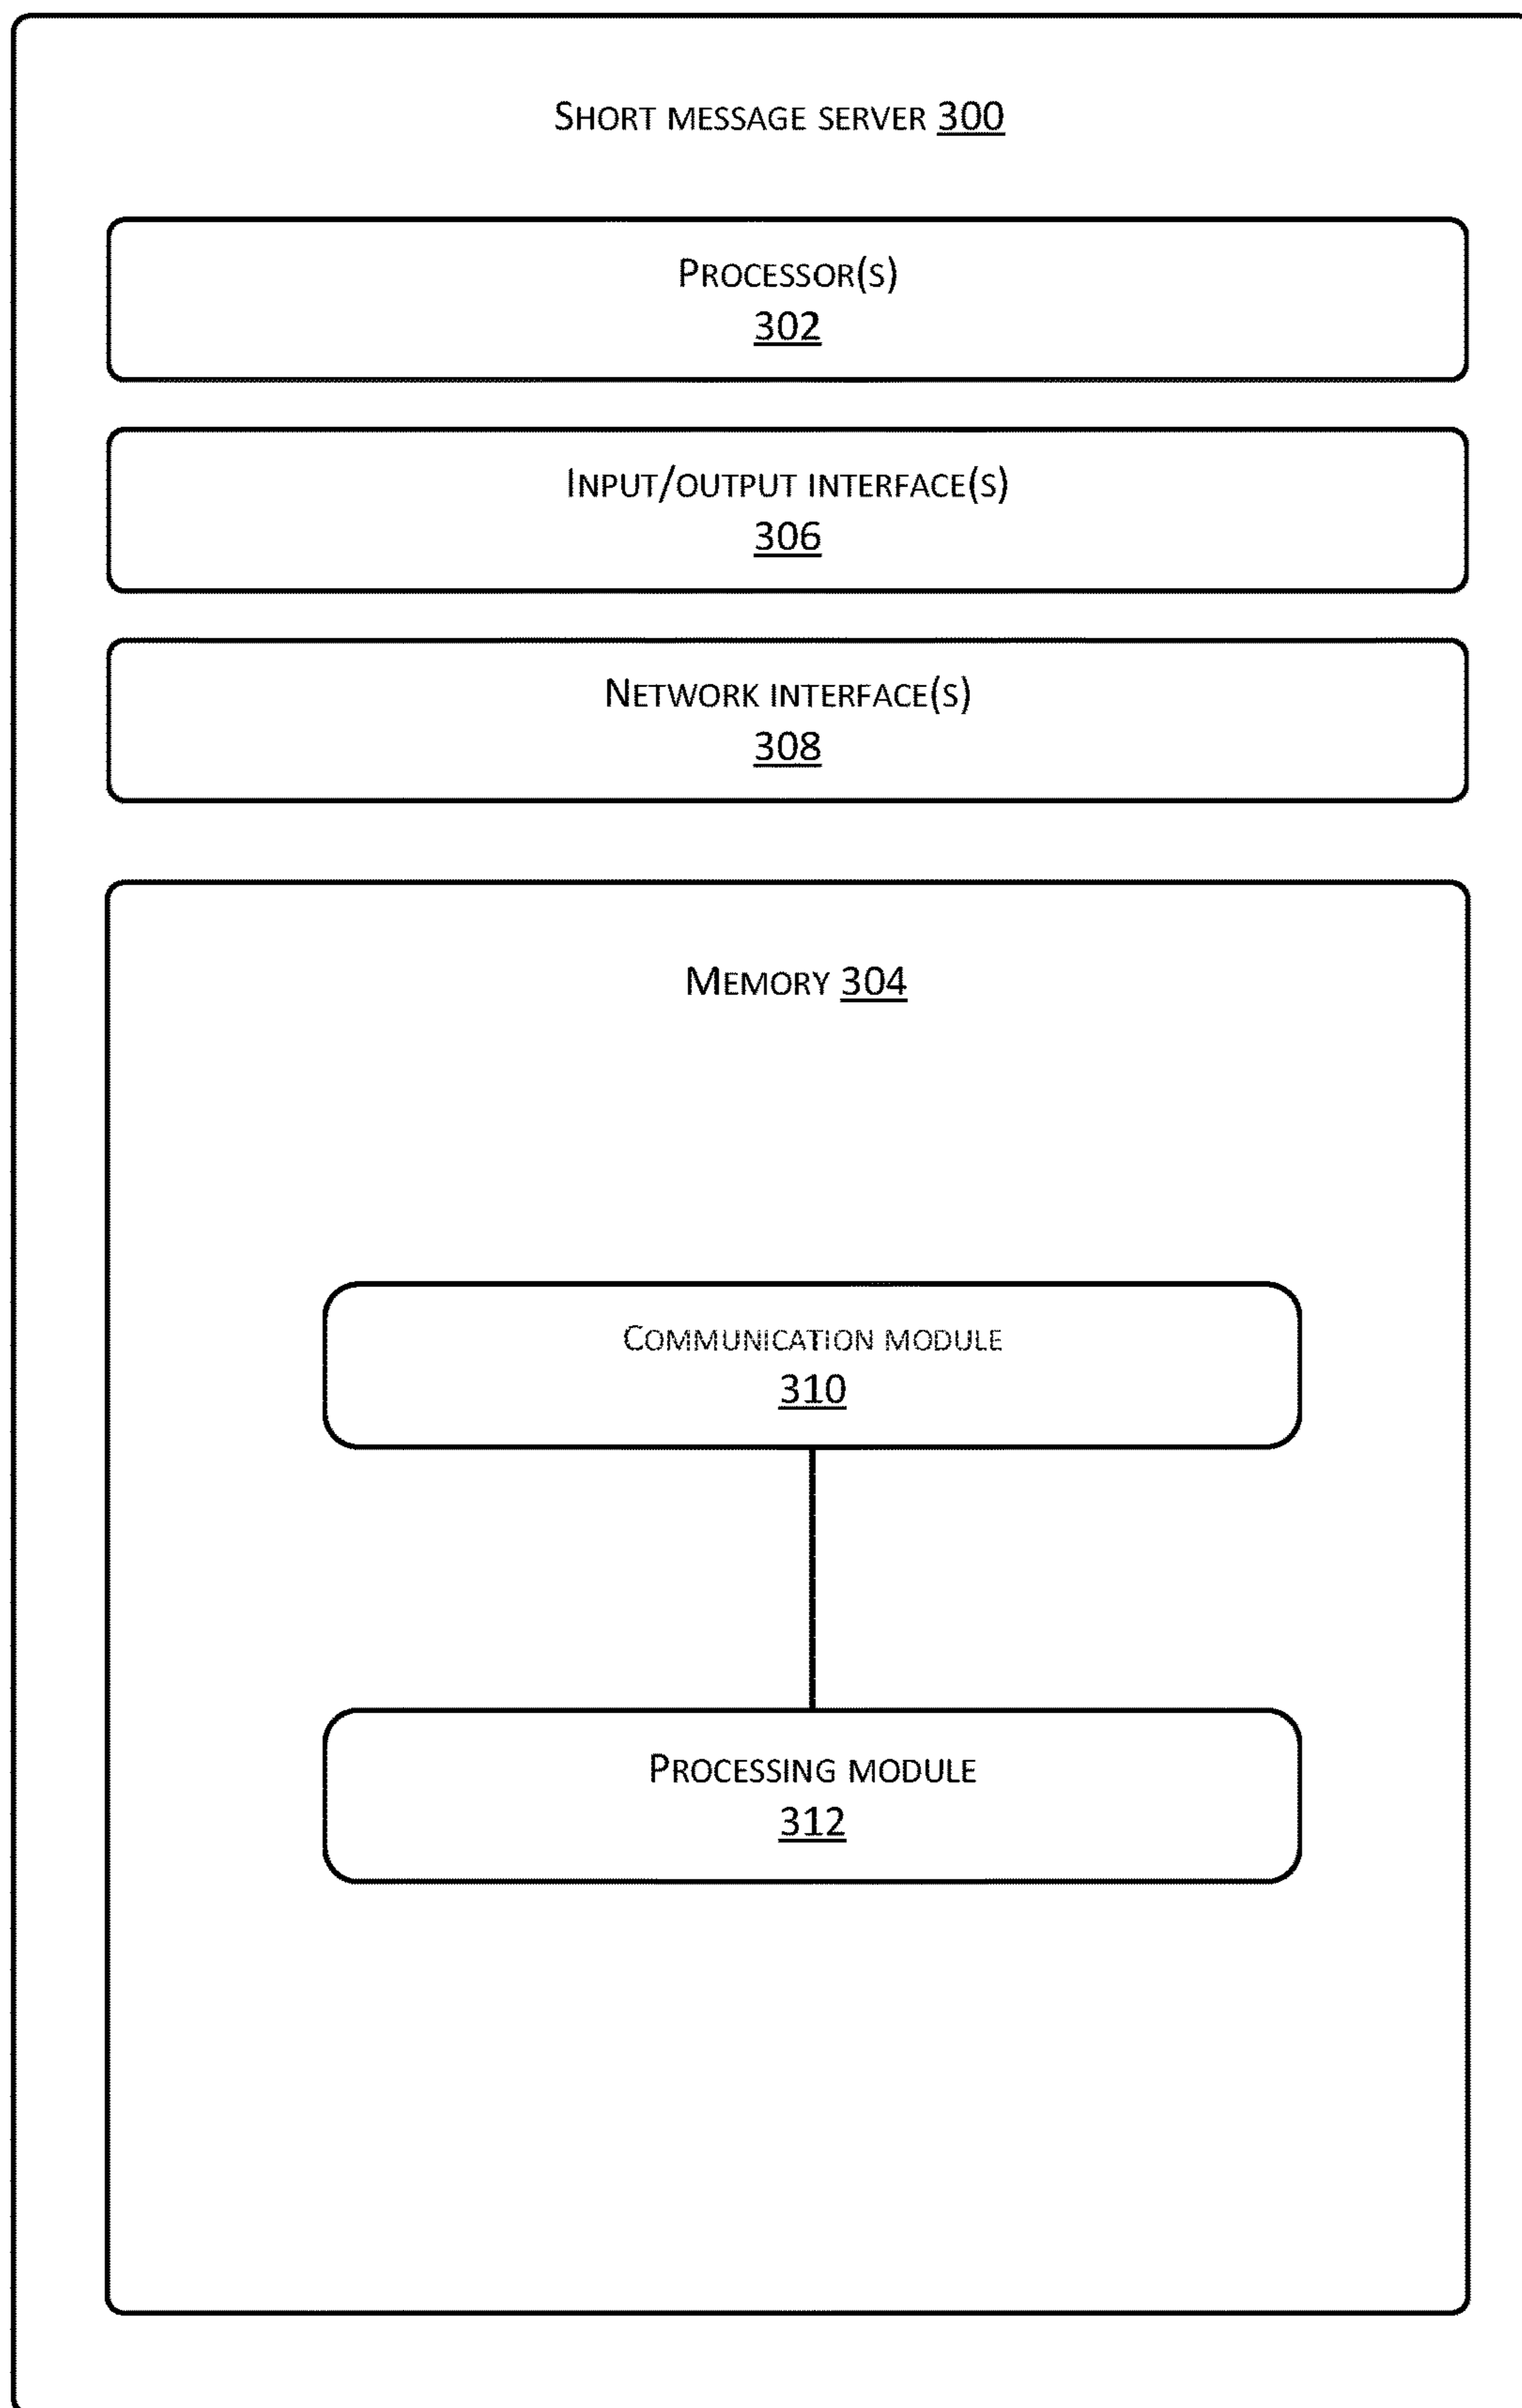 Short message server 300
Processor(s)
302
Input/output interface(s)
306
Network interface(s)
308
Memory 304
Communication module
310
Processing module
312